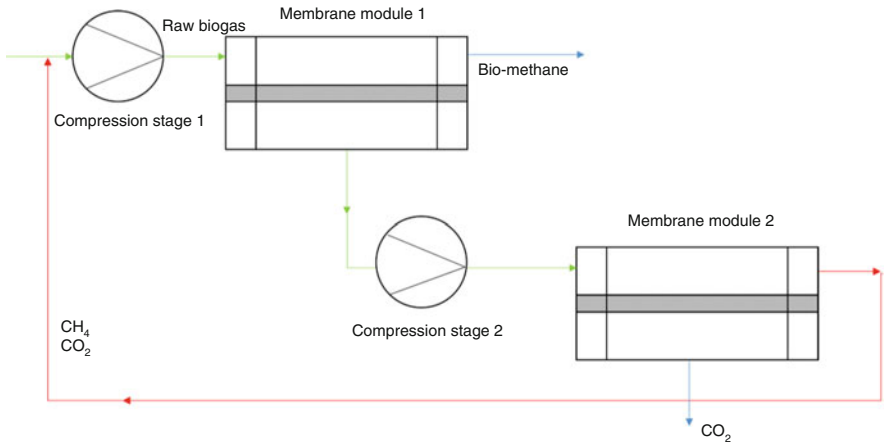 Membrane module 1
Raw biogas
Bio-methane
Compression stage 1
Membrane module 2
Compression stage 2
CH₄
CO₂
CO₂